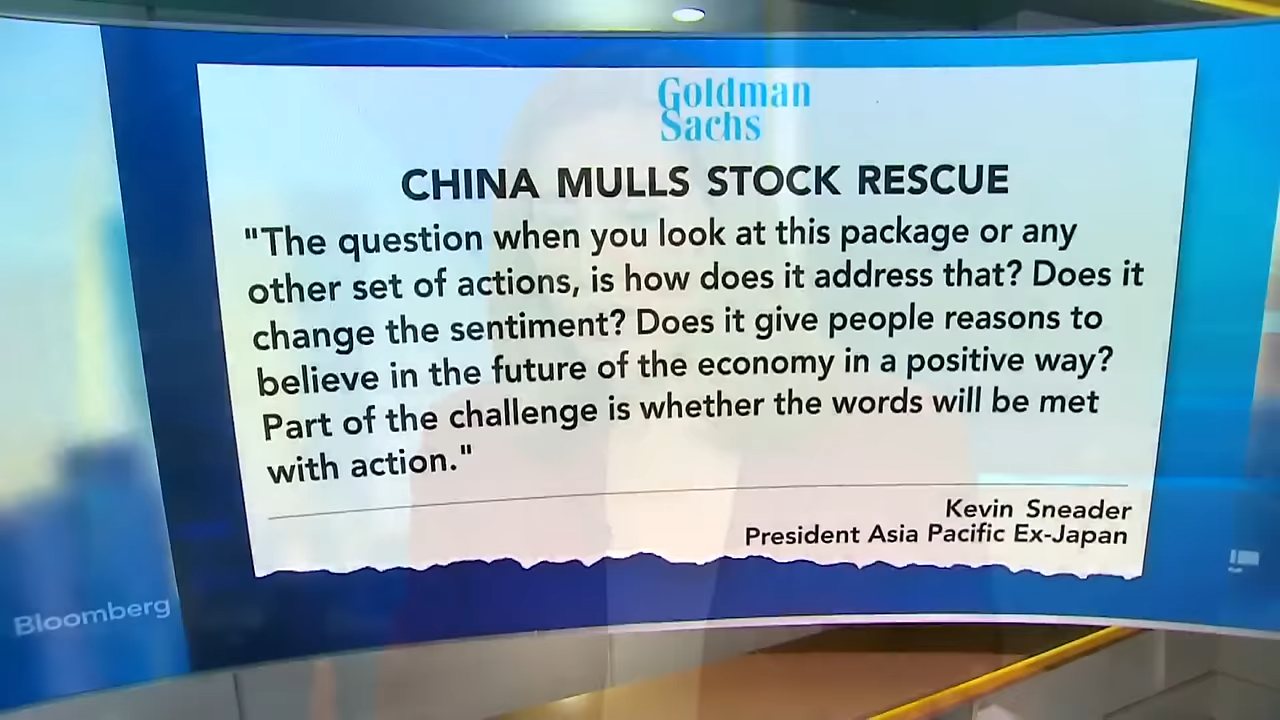 Goldman
Sachs
CHINA MULLS STOCK RESCUE
"The question when you look at this package or any
other set of actions, is how does it address that? Does it
change the sentiment? Does it give people reasons to
believe in the future of the economy in a positive way?
Part of the challenge is whether the words will be met
with action."
Kevin Sneader
President Asia Pacific Ex-Japan
Bloomberg